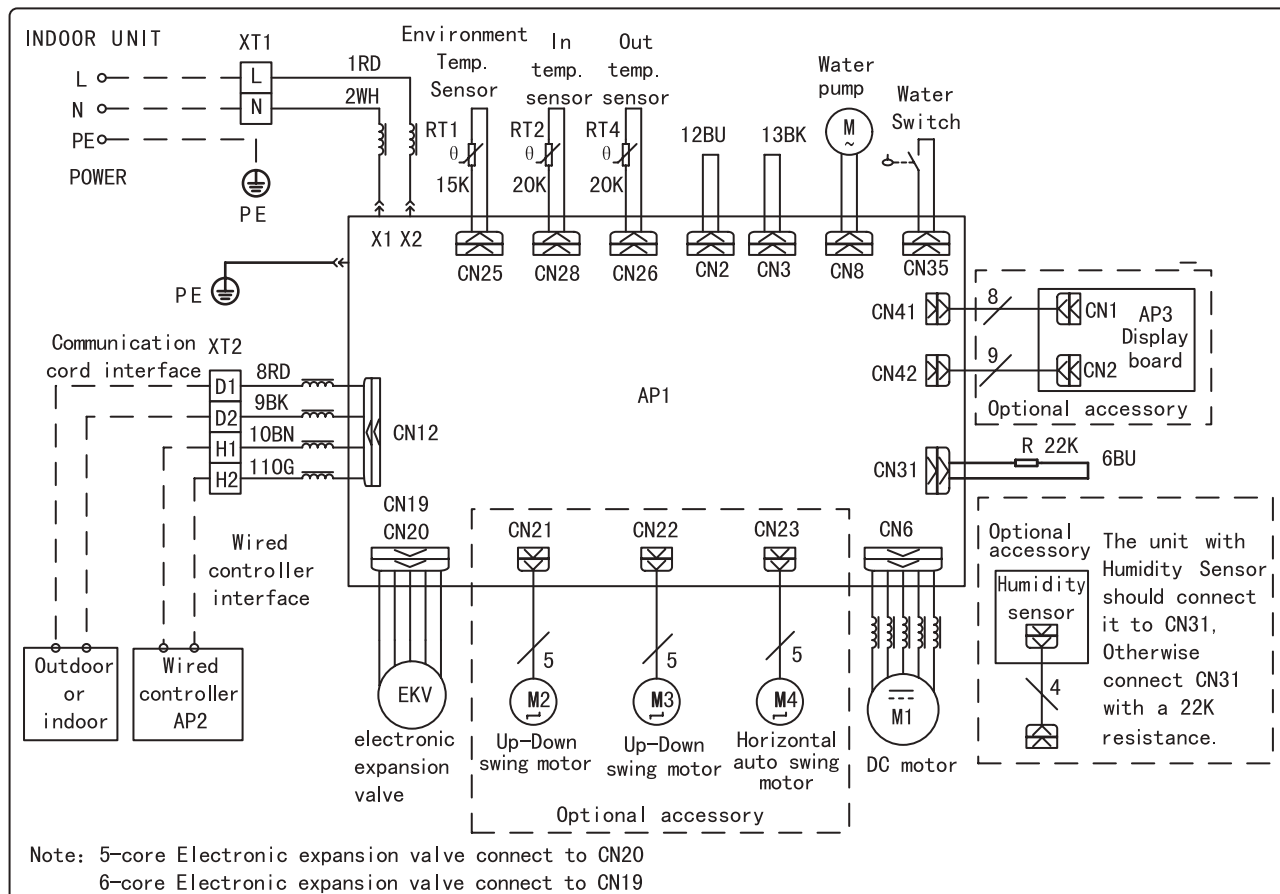 INDOOR UNIT
XT1
L
N
PE
POWER
L
N
PE
1RD
2WH
Environment
Temp.
Sensor
RT1
θ
15K
In
temp.
sensor
RT2
θ
20K
Out
temp.
sensor
RT4
θ
20K
12BU
13BK
Water
pump
M
~
Water
Switch
X1 X2
CN25
CN28
CN26
CN2
CN3
CN8
CN35
PE
Communication
cord interface
XT2
D1
D2
H1
H2
8RD
9BK
10BN
11OG
CN12
AP1
CN41
8
CN1
CN42
9
CN2
AP3
Display
board
Optional accessory
CN31
R 22K
6BU
CN19
CN20
Wired
controller
interface
CN21
CN22
CN23
CN6
5
5
5
Outdoor
or
indoor
Wired
controller
AP2
EKV
electronic
expansion
valve
M2
Up-Down
swing motor
M3
Up-Down
swing motor
M4
Horizontal
auto swing
motor
Optional accessory
M1
DC motor
Optional
accessory
Humidity
sensor
4
The unit with
Humidity Sensor
should connect
it to CN31,
Otherwise
connect CN31
with a 22K
resistance.
Note: 5-core Electronic expansion valve connect to CN20
6-core Electronic expansion valve connect to CN19